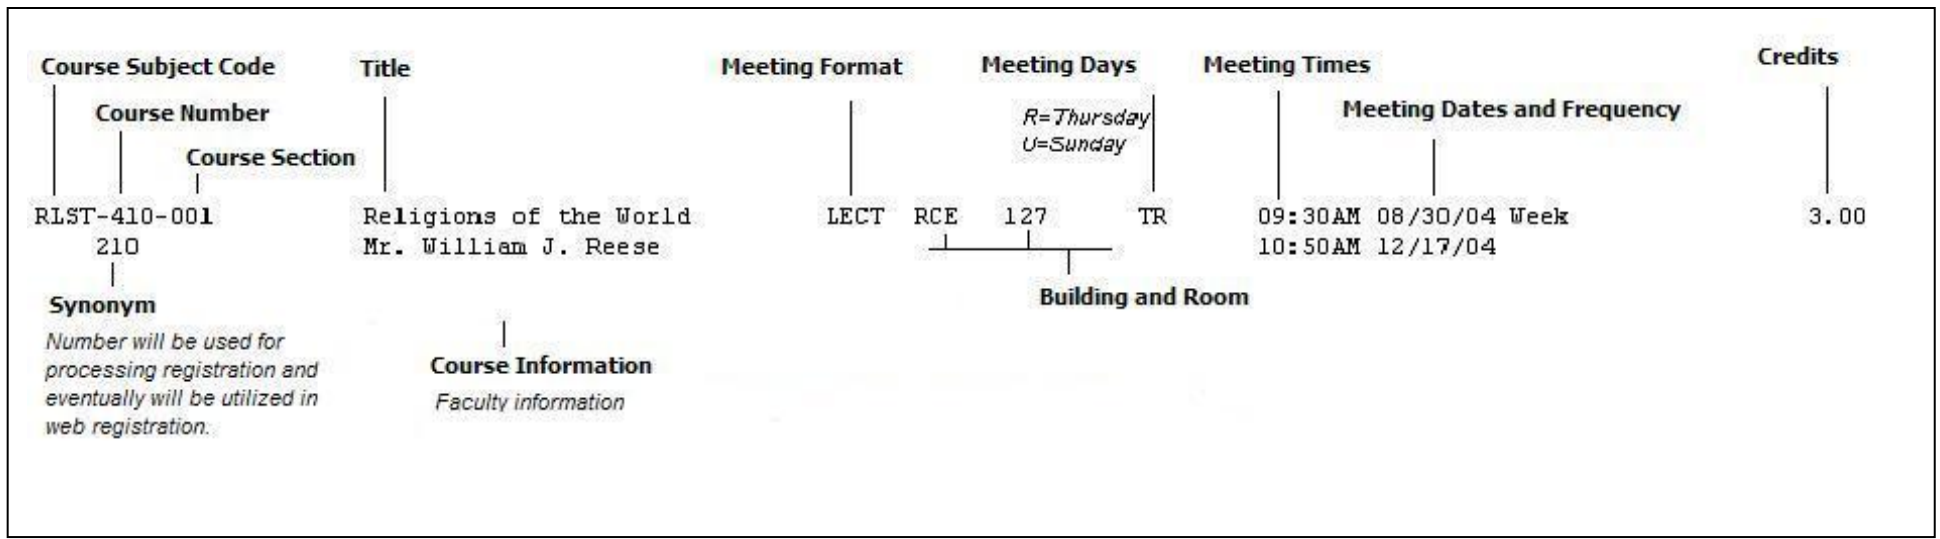 Course Subject Code
Title
Meeting Format
Meeting Days
Meeting Times
Credits
Course Number
R=Thursday
U=Sunday
Meeting Dates and Frequency
Course Section
RLST-410-001 Religions of the World LECT RCE 127 TR 09:30AM 08/30/04 Week 3.00
210 Mr. William J. Reese 10:50AM 12/17/04
Synonym
Number will be used for
processing registration and
eventually will be utilized in
web registration.
Course Information
Faculty information
Building and Room